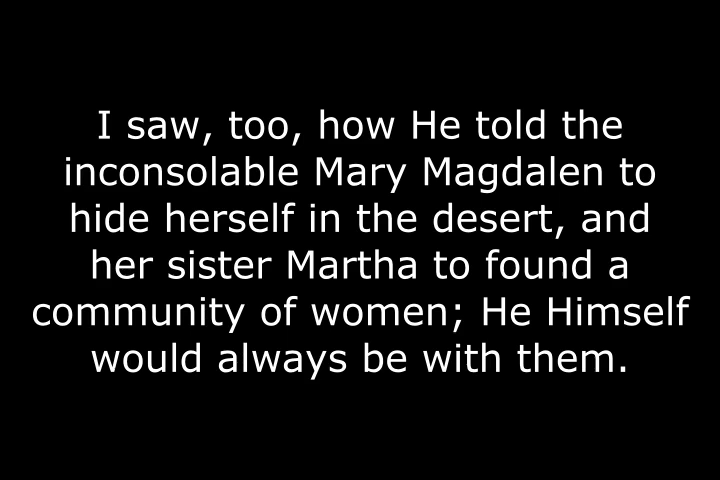 I saw, too, how He told the
inconsolable Mary Magdalen to
hide herself in the desert, and
her sister Martha to found a
community of women; He Himself
would always be with them.